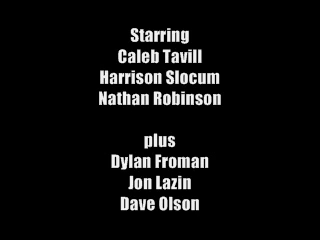 Starring
Caleb Tavill
Harrison Slocum
Nathan Robinson
plus
Dylan Froman
Jon Lazin
Dave Olson